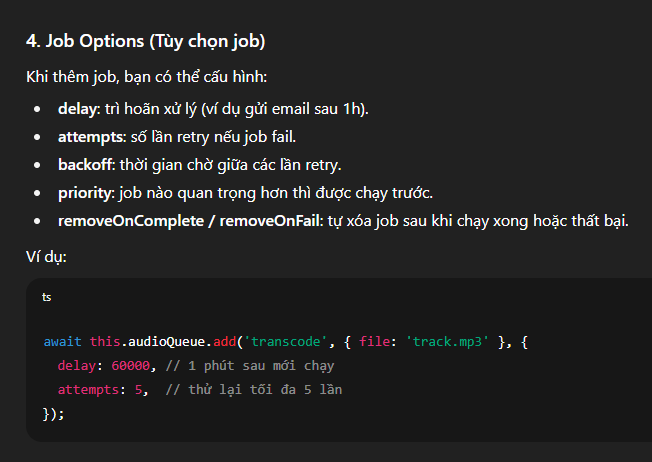 4. Job Options (Tùy chọn job)
Khi thêm job, bạn có thể cấu hình:
• delay: trì hoãn xử lý (ví dụ gửi email sau 1h).
• attempts: số lần retry nếu job fail.
• backoff: thời gian chờ giữa các lần retry.
• priority: job nào quan trọng hơn thì được chạy trước.
• removeOnComplete / removeOnFail: tự xóa job sau khi chạy xong hoặc thất bại.
Ví dụ:
ts
await this.audioQueue.add('transcode', { file: 'track.mp3' }, {
  delay: 60000, // 1 phút sau mới chạy
  attempts: 5,  // thử lại tối đa 5 lần
});